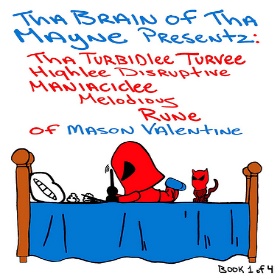 Tha Brain of Tha
Mayne Presentz:
Tha Turbidlee Turvee
Highlee Disruptive
Maniacidee
Melodious
Rune
of Mason Valentine
Book 1 of 4